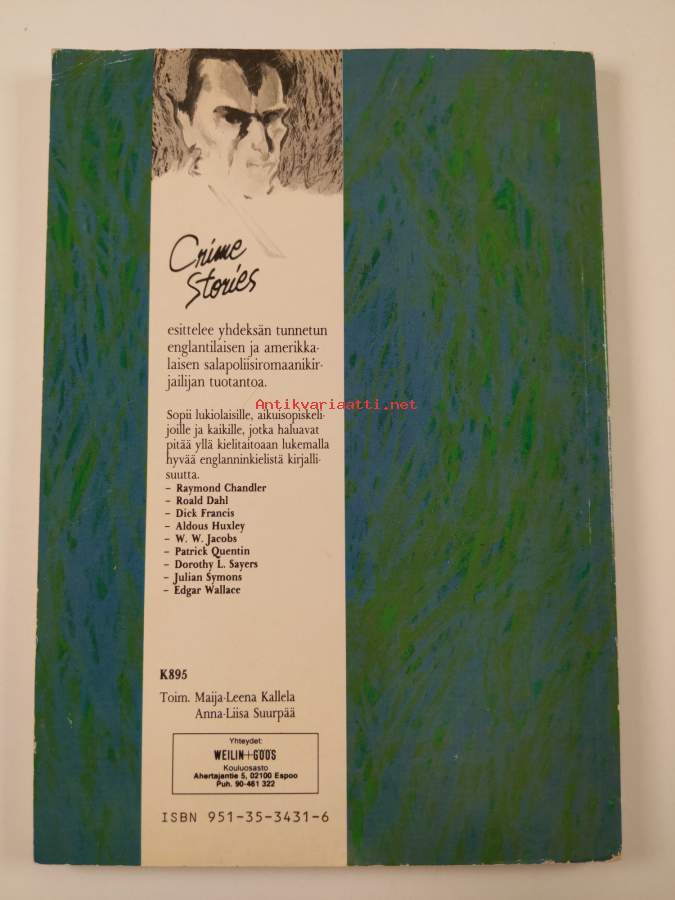 Crime
Stories
esittelee yhdeksän tunnetun
englantilaisen ja amerikka-
laisen salapoliisiromaanikir-
jailijan tuotantoa.
Antikvariaatti.net
Sopii lukiolaisille, aikuisopiskeli-
joille ja kaikille, jotka haluavat
pitää yllä kielitaitoaan lukemalla
hyvää englanninkielistä kirjalli-
suutta.
– Raymond Chandler
– Roald Dahl
– Dick Francis
– Aldous Huxley
– W. W. Jacobs
– Patrick Quentin
– Dorothy L. Sayers
– Julian Symons
– Edgar Wallace
K895
Toim. Maija-Leena Kallela
Anna-Liisa Suurpää
Yhteydet:
WEILIN+GÖÖS
Kouluosasto
Ahertajantie 5, 02100 Espoo
Puh. 90-461 322
ISBN 951-35-3431-6